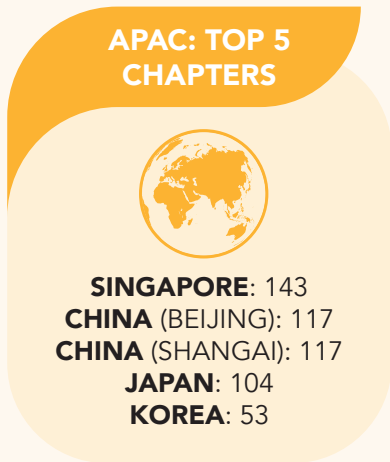 APAC: TOP 5
CHAPTERS
SINGAPORE: 143
CHINA (BEIJING): 117
CHINA (SHANGAI): 117
JAPAN: 104
KOREA: 53